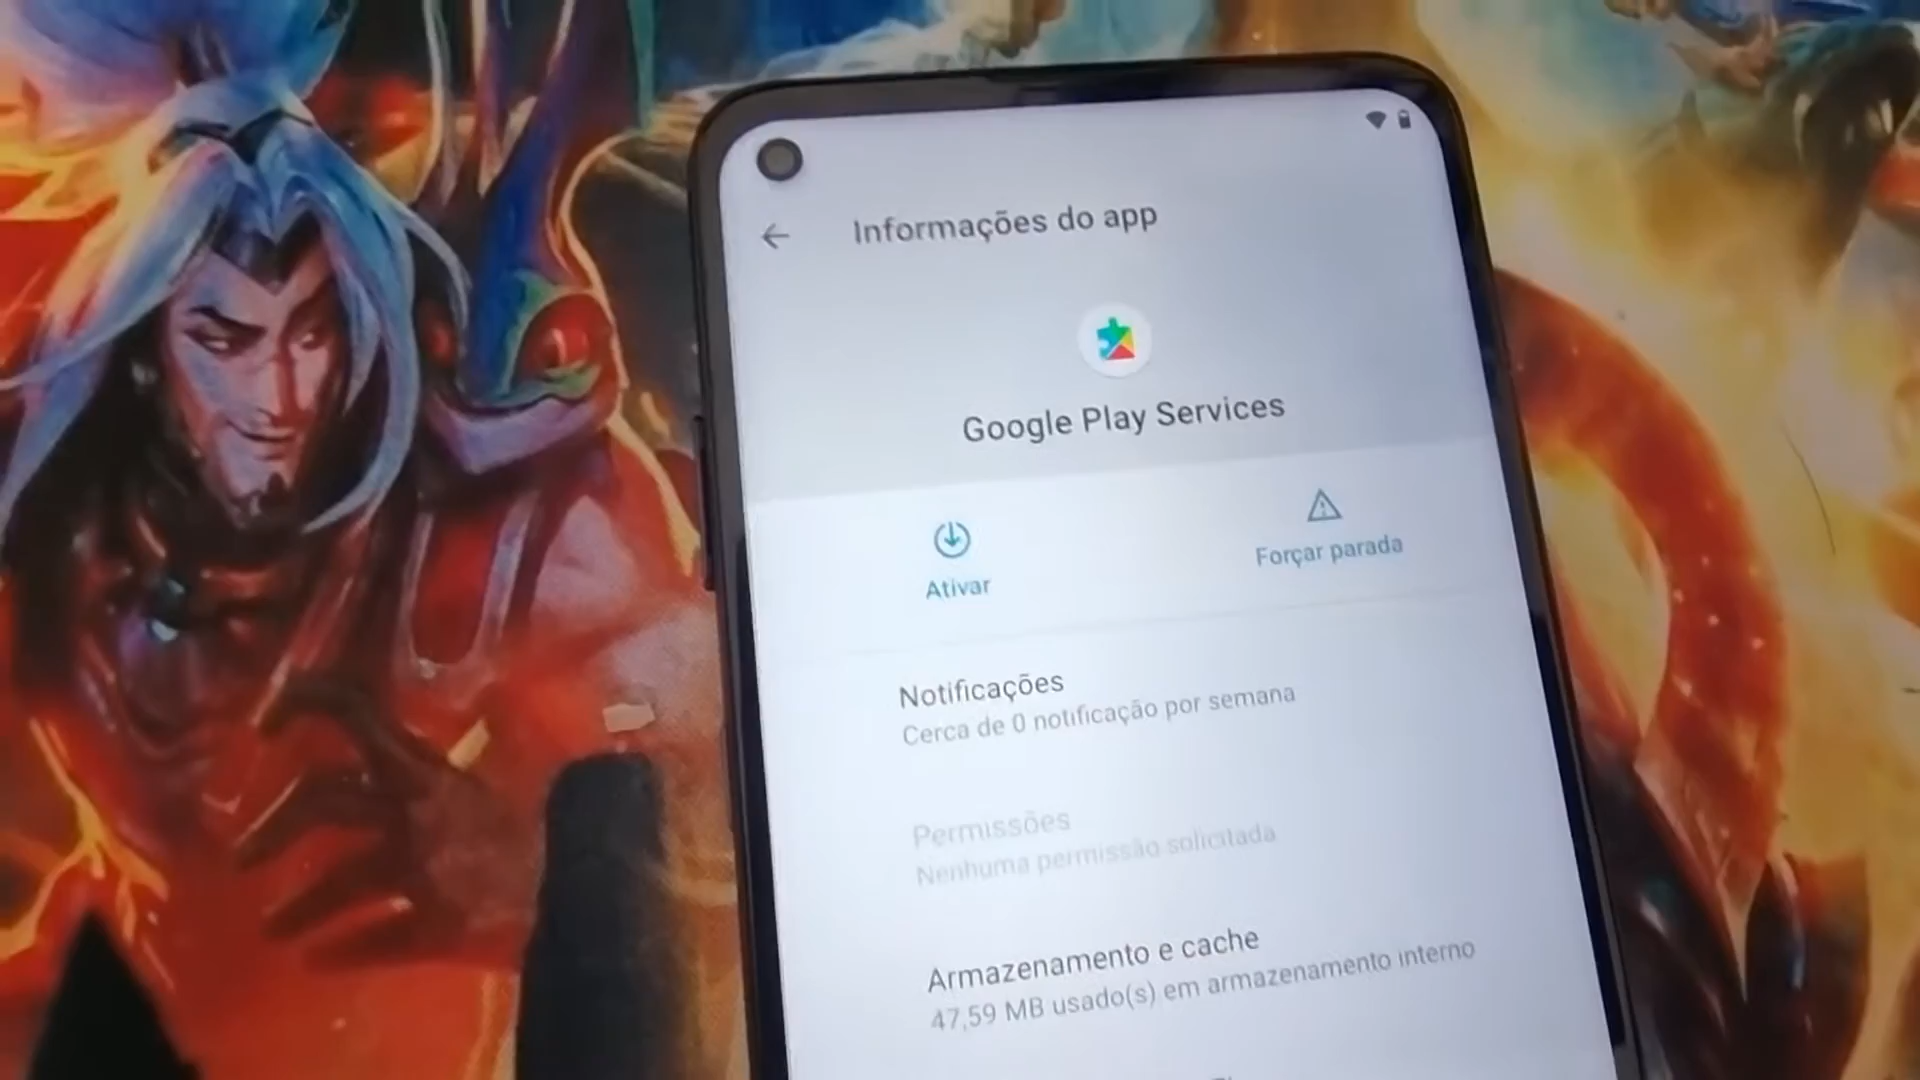 Informações do app
Google Play Services
Ativar
Forçar parada
Notificações
Cerca de 0 notificação por semana
Permissões
Nenhuma permissão solicitada
Armazenamento e cache
47,59 MB usado(s) em armazenamento interno